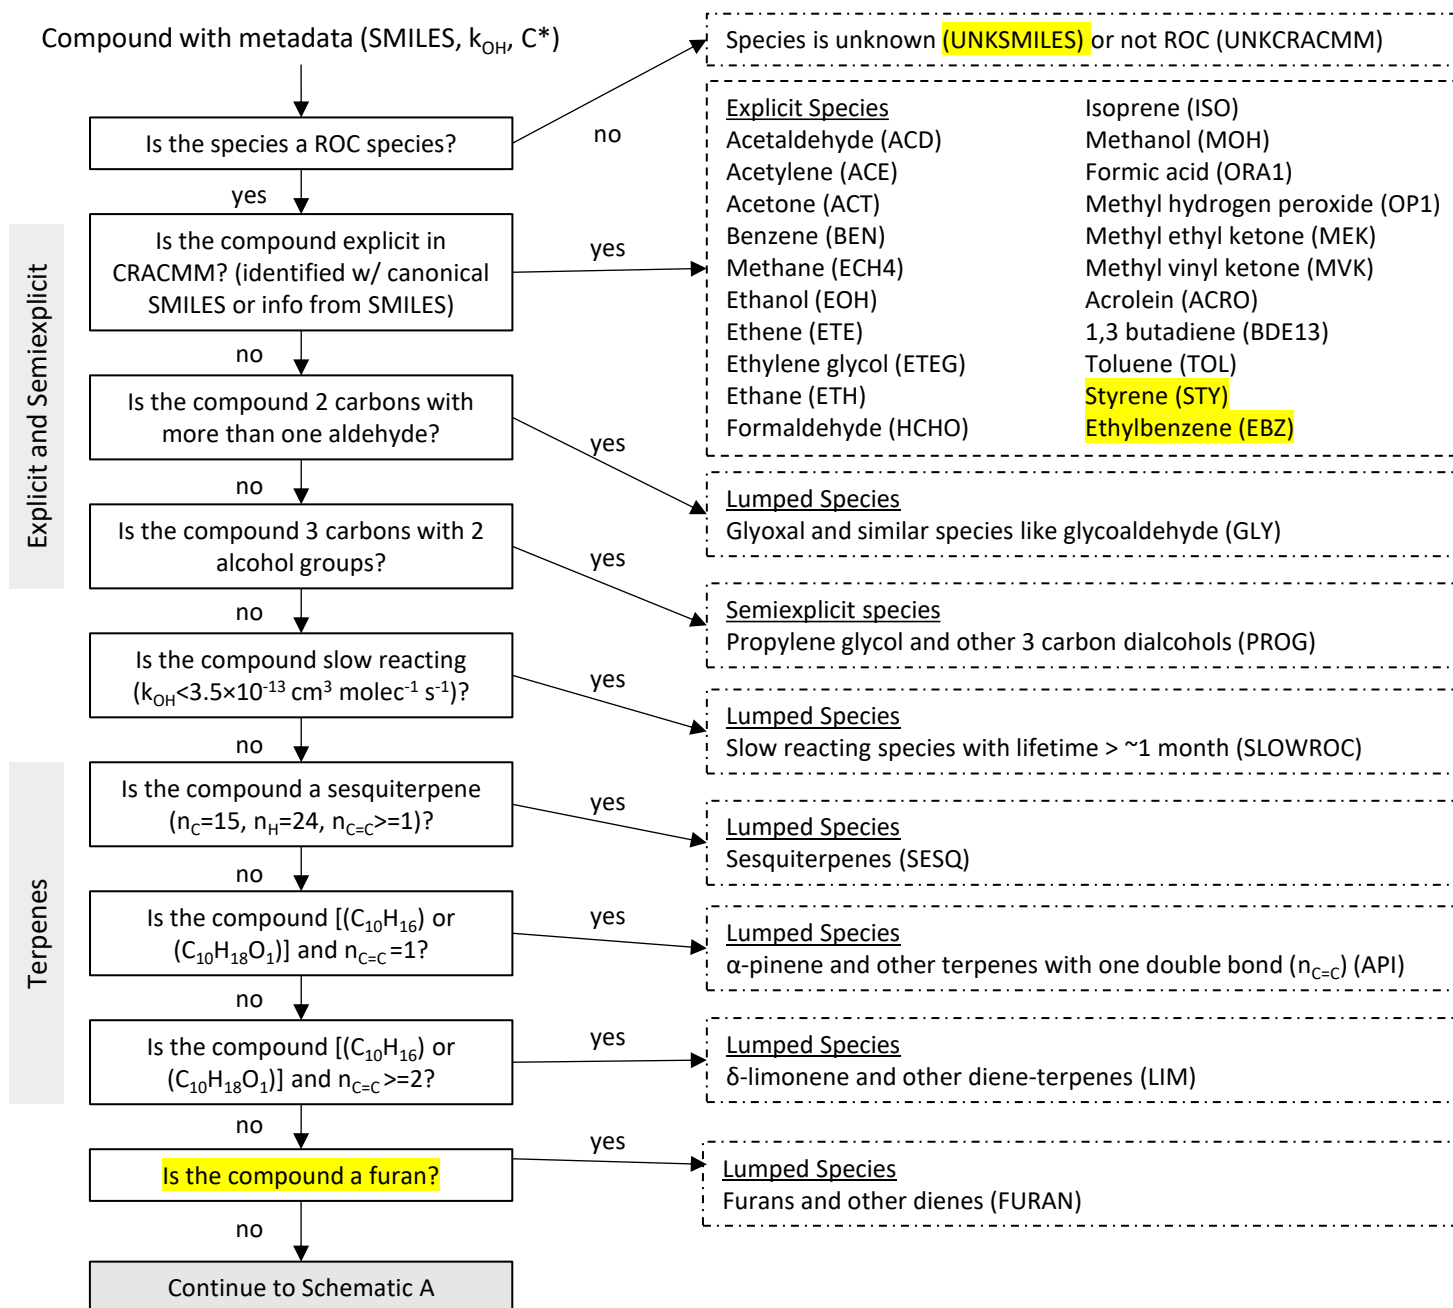 Compound with metadata (SMILES, kOH, C*)
Is the species a ROC species?
no
Species is unknown (UNKSMILES) or not ROC (UNKCRACMM)
yes
Explicit and Semiexplicit
Is the compound explicit in
CRACMM? (identified w/ canonical
SMILES or info from SMILES)
yes
Explicit Species
Acetaldehyde (ACD)
Acetylene (ACE)
Acetone (ACT)
Benzene (BEN)
Methane (ECH4)
Ethanol (EOH)
Ethene (ETE)
Ethylene glycol (ETEG)
Ethane (ETH)
Formaldehyde (HCHO)
Isoprene (ISO)
Methanol (MOH)
Formic acid (ORA1)
Methyl hydrogen peroxide (OP1)
Methyl ethyl ketone (MEK)
Methyl vinyl ketone (MVK)
Acrolein (ACRO)
1,3 butadiene (BDE13)
Toluene (TOL)
Styrene (STY)
Ethylbenzene (EBZ)
no
Is the compound 2 carbons with
more than one aldehyde?
yes
Lumped Species
Glyoxal and similar species like glycoaldehyde (GLY)
no
Is the compound 3 carbons with 2
alcohol groups?
yes
Semiexplicit species
Propylene glycol and other 3 carbon dialcohols (PROG)
no
Is the compound slow reacting
(kOH<3.5×10-13 cm3 molec-1 s-1)?
yes
Lumped Species
Slow reacting species with lifetime > ~1 month (SLOWROC)
no
Terpenes
Is the compound a sesquiterpene
(nC=15, nH=24, nC=C>=1)?
yes
Lumped Species
Sesquiterpenes (SESQ)
no
Is the compound [(C10H16) or
(C10H18O1)] and nC=C =1?
yes
Lumped Species
α-pinene and other terpenes with one double bond (nC=C) (API)
no
Is the compound [(C10H16) or
(C10H18O1)] and nC=C >=2?
yes
Lumped Species
δ-limonene and other diene-terpenes (LIM)
no
Is the compound a furan?
yes
Lumped Species
Furans and other dienes (FURAN)
no
Continue to Schematic A